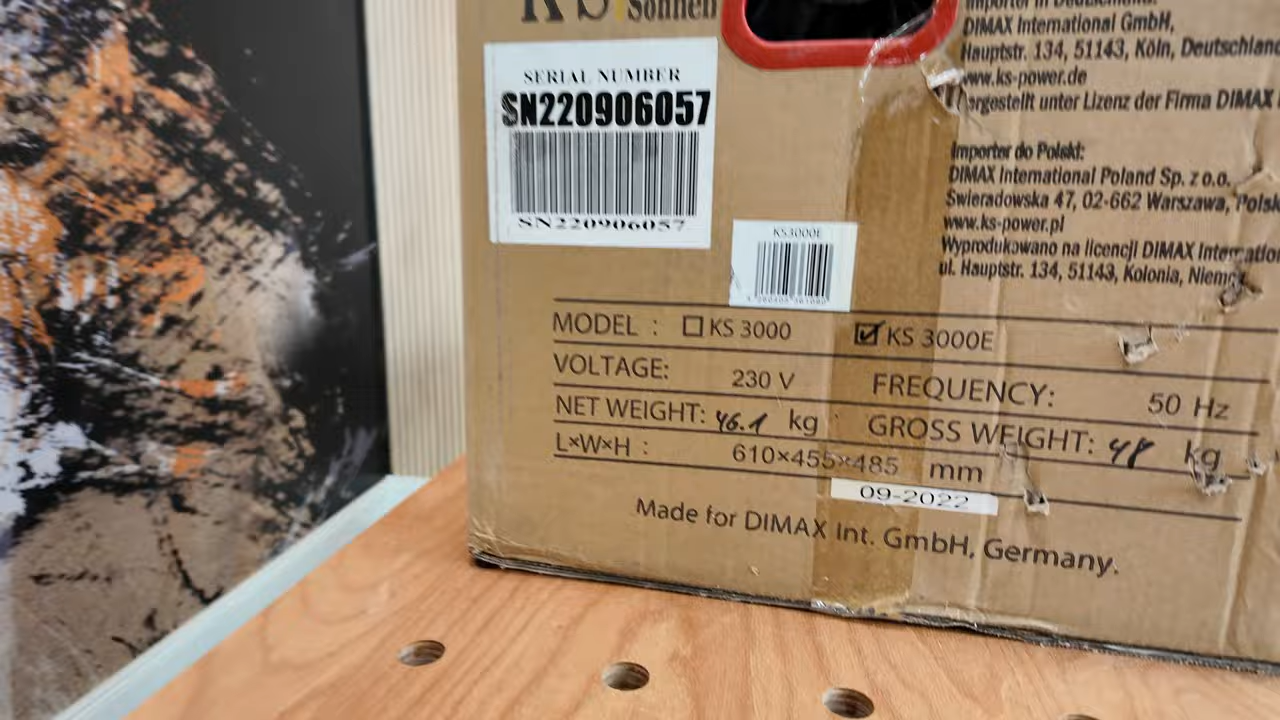 KS Sohnen
SERIAL NUMBER
SN220906057
SN220906057
KS3000E
Importer in Deutschland:
DIMAX International GmbH,
Hauptstr. 134, 51143, Köln, Deutschland
www.ks-power.de
Hergestellt unter Lizenz der Firma DIMAX
Importer do Polski:
DIMAX International Poland Sp. z o.o.
Świeradowska 47, 02-662 Warszawa, Polsk
www.ks-power.pl
Wyprodukowano na licencji DIMAX Internatio
ul. Hauptstr. 134, 51143, Kolonia, Niemcy
MODEL : ☐ KS 3000 ☑ KS 3000E
VOLTAGE: 230 V FREQUENCY: 50 Hz
NET WEIGHT: 46.1 kg GROSS WEIGHT: 48 kg
L×W×H : 610×455×485 mm
09-2022
Made for DIMAX Int. GmbH, Germany.